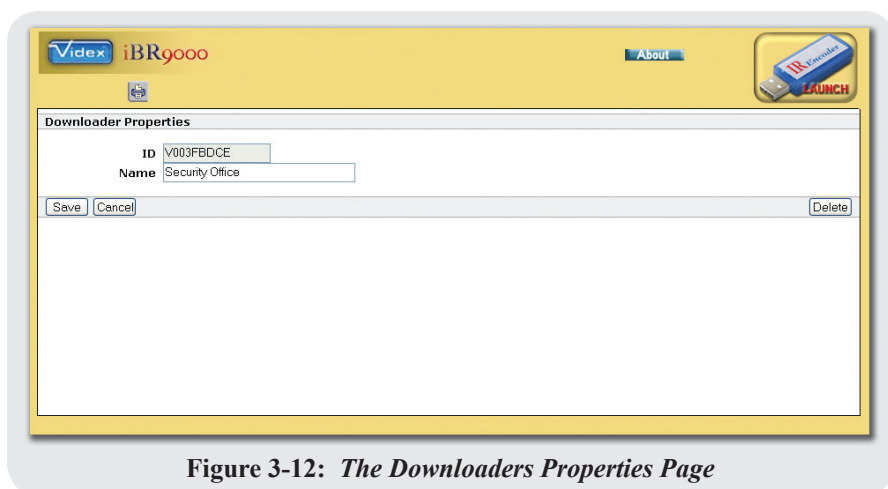 Videx iBR9000
About
IR Encoder
LAUNCH
Downloader Properties
ID V003FBDCE
Name Security Office
Save Cancel Delete
Figure 3-12: The Downloaders Properties Page